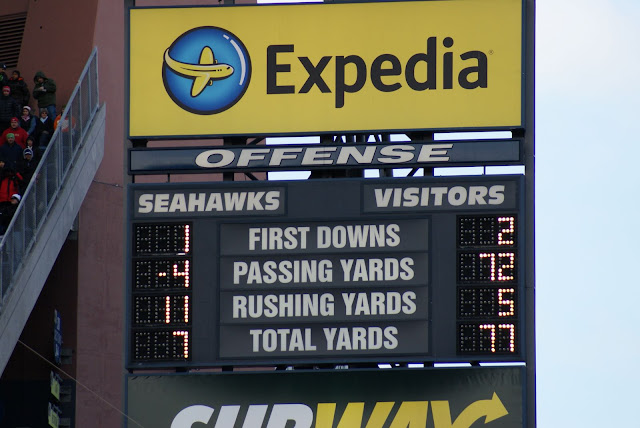 Expedia
OFFENSE
SEAHAWKS VISITORS
1 FIRST DOWNS 2
-4 PASSING YARDS 72
11 RUSHING YARDS 5
7 TOTAL YARDS 77
SUBWAY